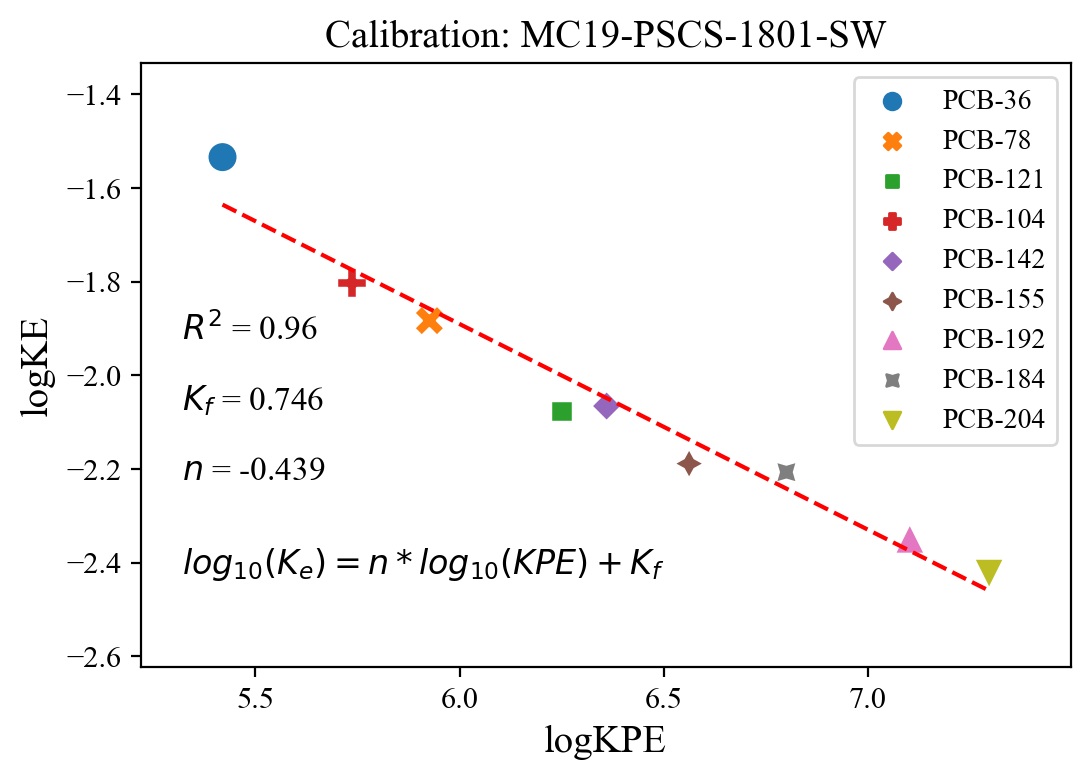 Calibration: MC19-PSCS-1801-SW
−1.4
−1.6
−1.8
−2.0
−2.2
−2.4
−2.6
logKE
PCB-36
PCB-78
PCB-121
PCB-104
PCB-142
PCB-155
PCB-192
PCB-184
PCB-204
R² = 0.96
K_f = 0.746
n = -0.439
log₁₀(Kₑ) = n * log₁₀(KPE) + K_f
5.5 6.0 6.5 7.0
logKPE